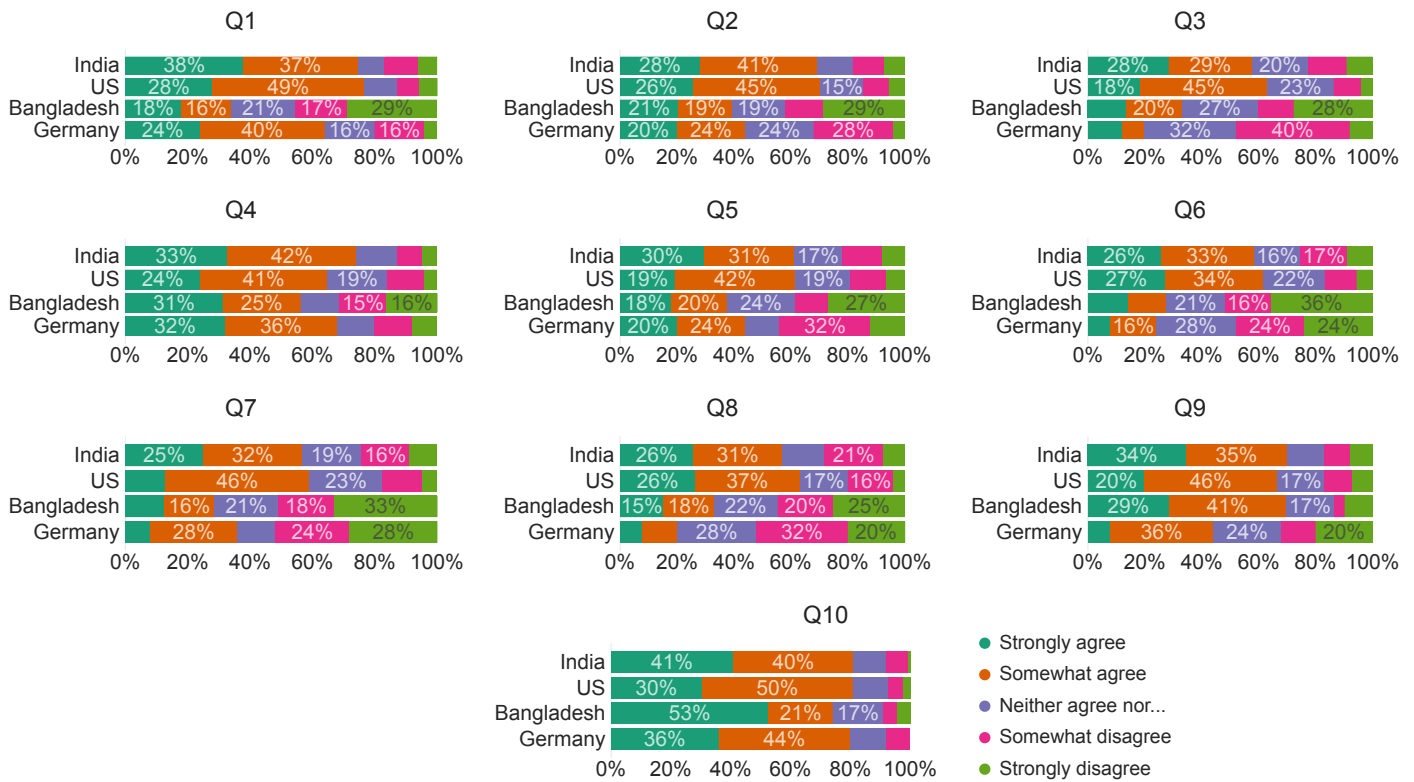 Q1
India 38% 37%
US 28% 49%
Bangladesh 18% 16% 21% 17% 29%
Germany 24% 40% 16% 16%
0% 20% 40% 60% 80% 100%
Q2
India 28% 41%
US 26% 45% 15%
Bangladesh 21% 19% 19% 29%
Germany 20% 24% 24% 28%
0% 20% 40% 60% 80% 100%
Q3
India 28% 29% 20%
US 18% 45% 23%
Bangladesh 20% 27% 28%
Germany 32% 40%
0% 20% 40% 60% 80% 100%
Q4
India 33% 42%
US 24% 41% 19%
Bangladesh 31% 25% 15% 16%
Germany 32% 36%
0% 20% 40% 60% 80% 100%
Q5
India 30% 31% 17%
US 19% 42% 19%
Bangladesh 18% 20% 24% 27%
Germany 20% 24% 32%
0% 20% 40% 60% 80% 100%
Q6
India 26% 33% 16% 17%
US 27% 34% 22%
Bangladesh 21% 16% 36%
Germany 16% 28% 24% 24%
0% 20% 40% 60% 80% 100%
Q7
India 25% 32% 19% 16%
US 46% 23%
Bangladesh 16% 21% 18% 33%
Germany 28% 24% 28%
0% 20% 40% 60% 80% 100%
Q8
India 26% 31% 21%
US 26% 37% 17% 16%
Bangladesh 15% 18% 22% 20% 25%
Germany 28% 32% 20%
0% 20% 40% 60% 80% 100%
Q9
India 34% 35%
US 20% 46% 17%
Bangladesh 29% 41% 17%
Germany 36% 24% 20%
0% 20% 40% 60% 80% 100%
Q10
India 41% 40%
US 30% 50%
Bangladesh 53% 21% 17%
Germany 36% 44%
0% 20% 40% 60% 80% 100%
Strongly agree
Somewhat agree
Neither agree nor...
Somewhat disagree
Strongly disagree